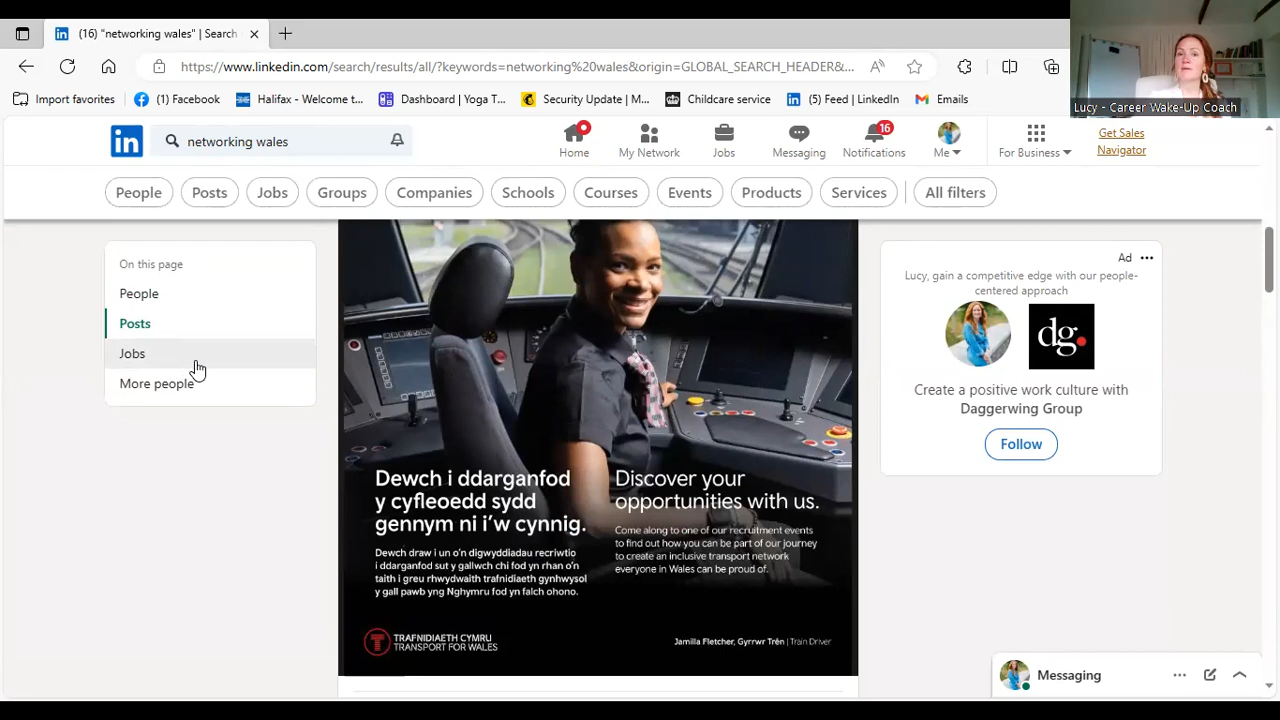 (16) "networking wales" | Search
https://www.linkedin.com/search/results/all/?keywords=networking%20wales&origin=GLOBAL_SEARCH_HEADER&...
Import favorites
(1) Facebook
Halifax - Welcome t...
Dashboard | Yoga T...
Security Update | M...
Childcare service
(5) Feed | LinkedIn
Emails
Lucy - Career Wake-Up Coach
in
networking wales
Home
My Network
Jobs
Messaging
16
Notifications
Me
For Business
Get Sales
Navigator
People
Posts
Jobs
Groups
Companies
Schools
Courses
Events
Products
Services
All filters
On this page
People
Posts
Jobs
More people
Dewch i ddarganfod
y cyfleoedd sydd
gennym ni i'w cynnig.
Dewch draw i un o'n digwyddiadau recriwtio
i ddarganfod sut y gallwch chi fod yn rhan o'n
taith i greu rhwydwaith trafnidiaeth gynhwysol
y gall pawb yng Nghymru fod yn falch ohono.
Discover your
opportunities with us.
Come along to one of our recruitment events
to find out how you can be part of our journey
to create an inclusive transport network
everyone in Wales can be proud of.
TRAFNIDIAETH CYMRU
TRANSPORT FOR WALES
Jamilla Fletcher, Gyrrwr Trên | Train Driver
Ad
Lucy, gain a competitive edge with our people-
centered approach
dg.
Create a positive work culture with
Daggerwing Group
Follow
Messaging